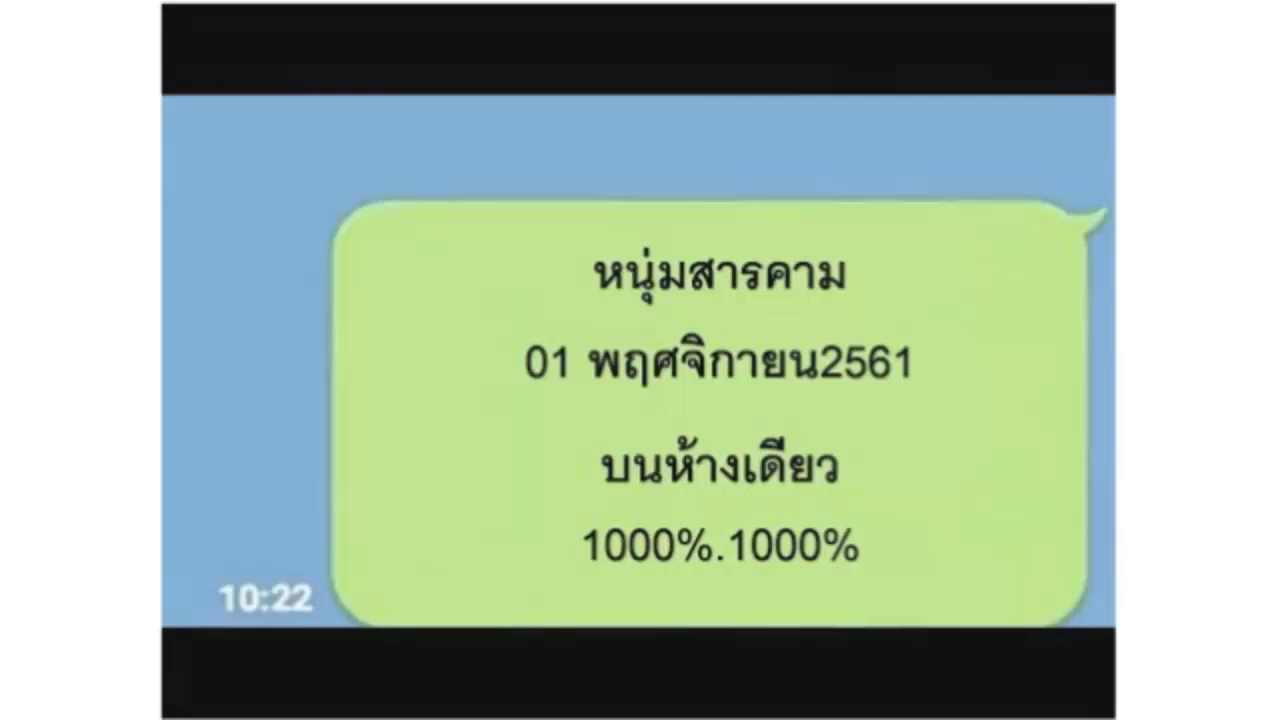 หนุ่มสารคาม
01 พฤศจิกายน2561
บนห้างเดียว
1000%.1000%
10:22